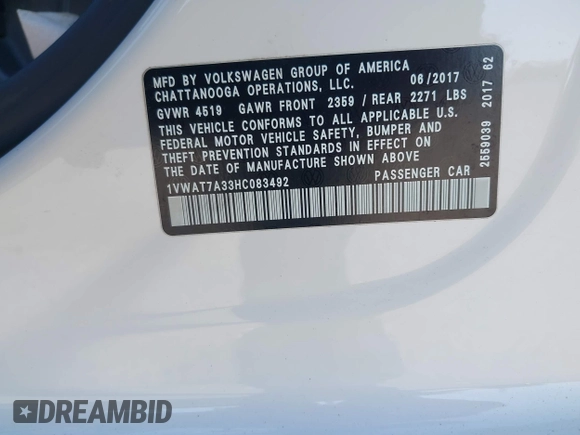 MFD BY VOLKSWAGEN GROUP OF AMERICA
CHATTANOOGA OPERATIONS, LLC. 06/2017
GVWR 4519 GAWR FRONT 2359 / REAR 2271 LBS
THIS VEHICLE CONFORMS TO ALL APPLICABLE U.S.
FEDERAL MOTOR VEHICLE SAFETY, BUMPER AND
THEFT PREVENTION STANDARDS IN EFFECT ON
THE DATE OF MANUFACTURE SHOWN ABOVE
1VWAT7A33HC083492 PASSENGER CAR
2559039 2017 62
DREAMBID